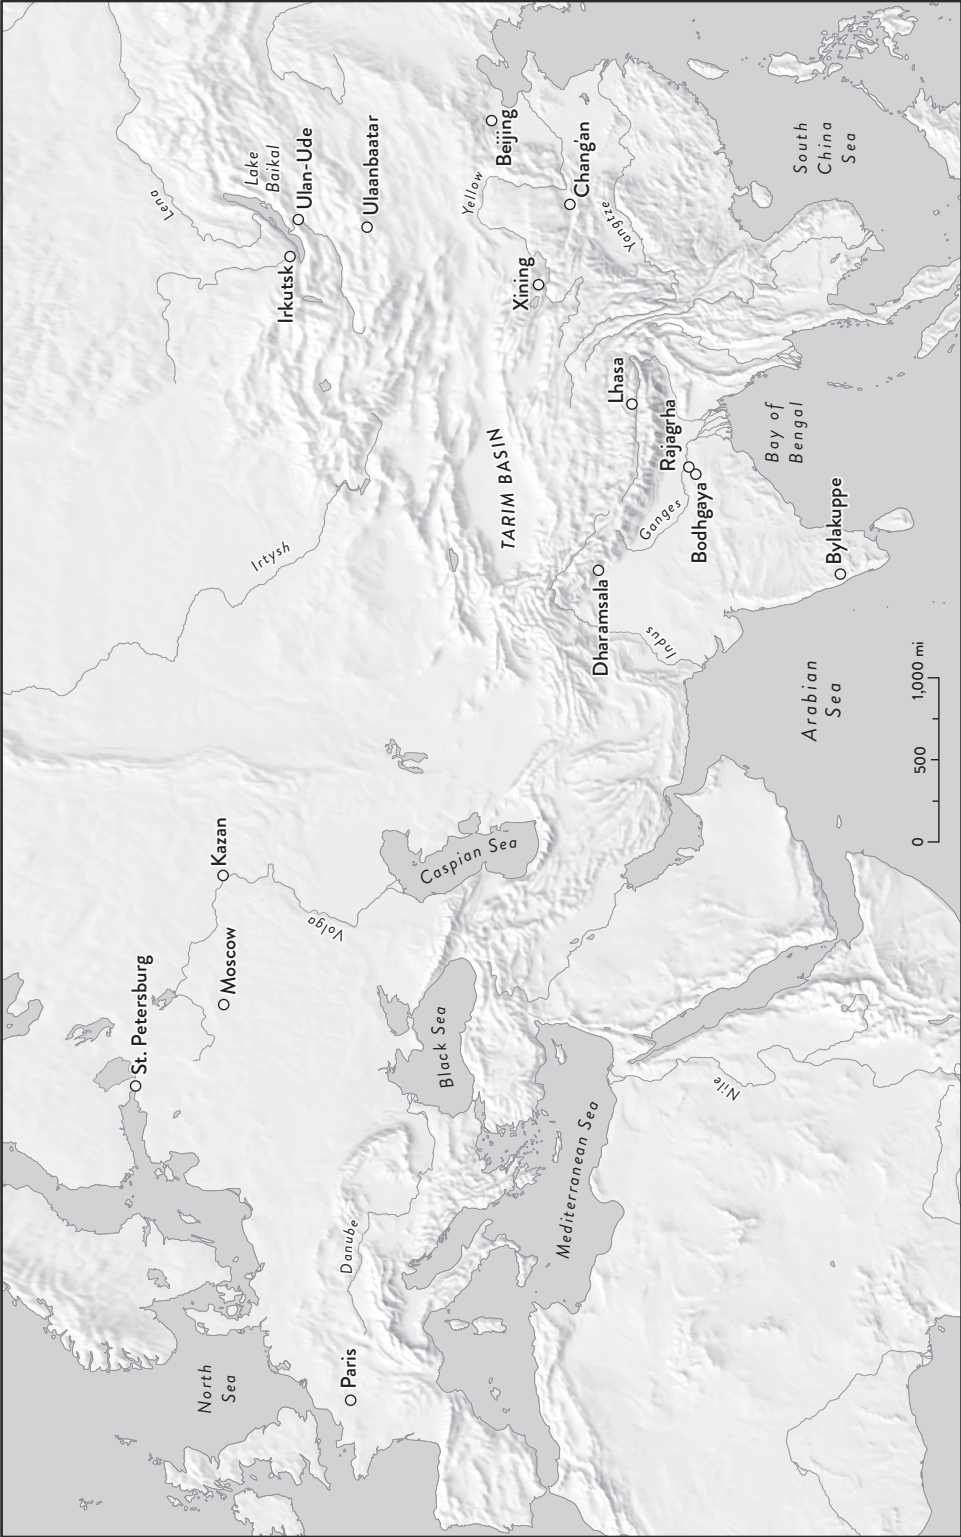 North
Sea
Paris
Danube
Mediterranean Sea
St. Petersburg
Moscow
Kazan
Volga
Black Sea
Caspian Sea
Nile
Irtysh
TARIM BASIN
Dharamsala
Indus
Ganges
Bodhgaya
Rajagrha
Lhasa
Bylakuppe
Arabian
Sea
Bay of
Bengal
Lena
Lake
Baikal
Irkutsk
Ulan-Ude
Ulaanbaatar
Xining
Yellow
Beijing
Chang’an
Yangtze
South
China
Sea
0
500
1,000 mi